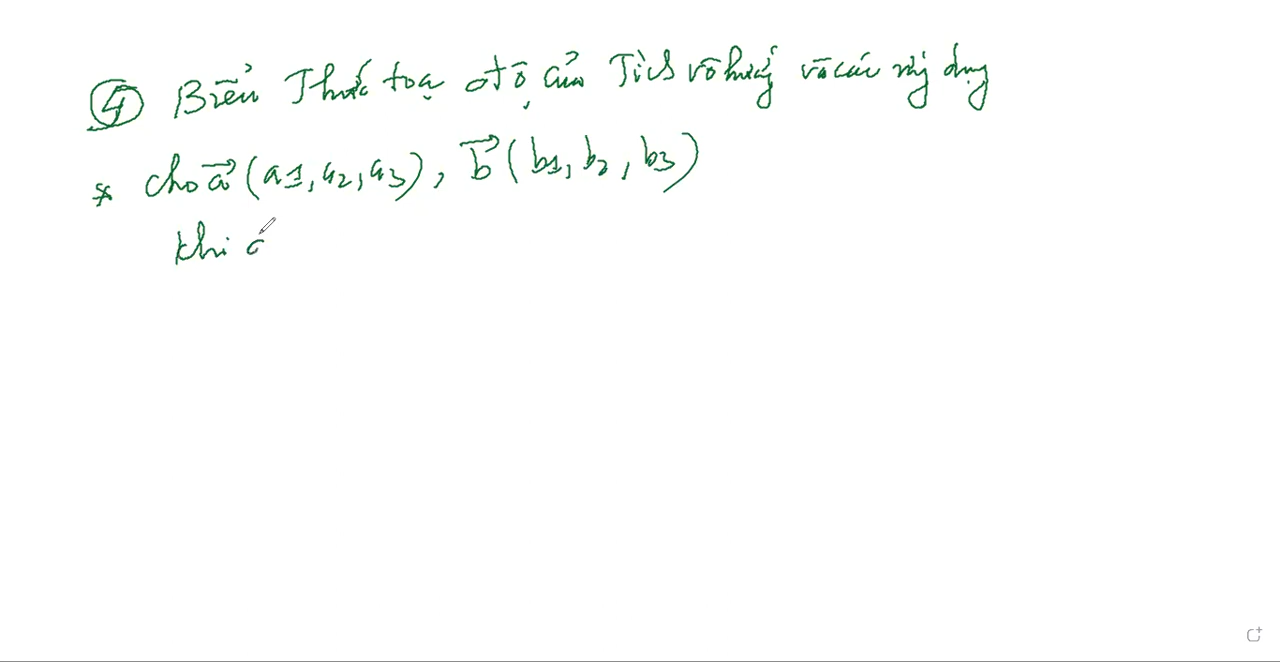 ④ Biểu Thức toạ độ của Tích vô hướng và các ứng dụng
* cho a⃗ (a1, a2, a3), b⃗ (b1, b2, b3)
khi